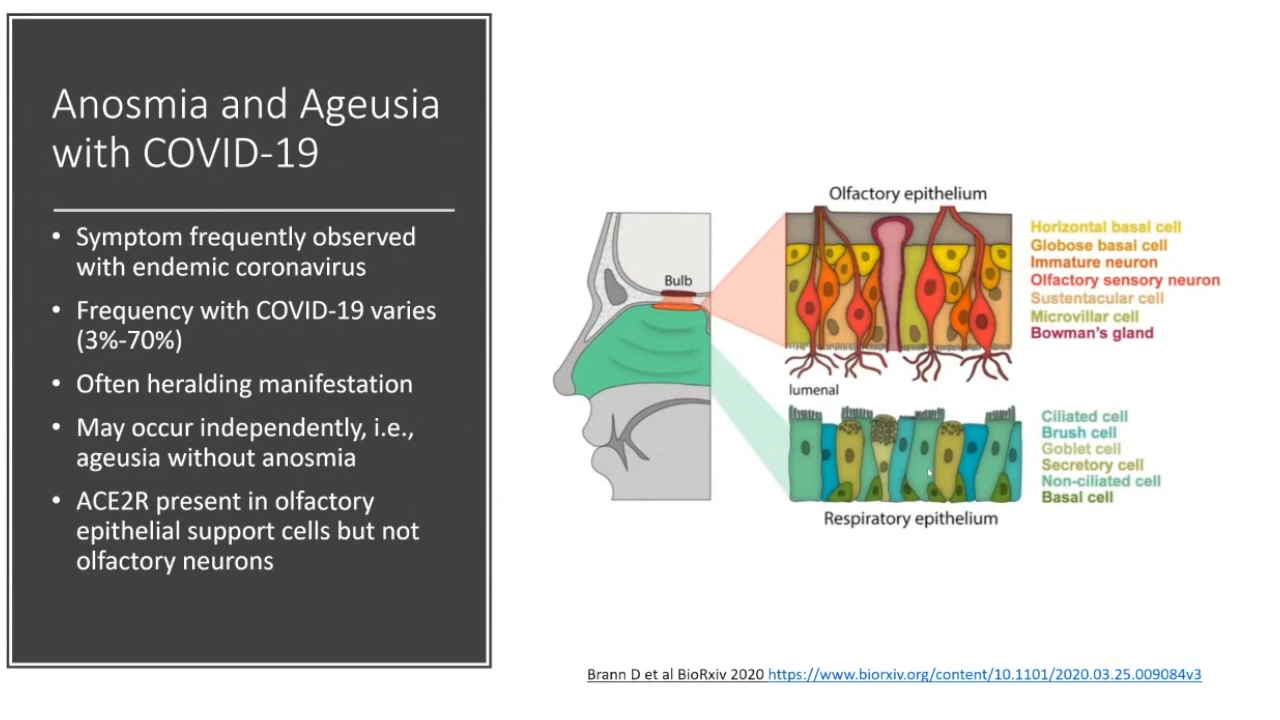 Anosmia and Ageusia
with COVID-19
• Symptom frequently observed
with endemic coronavirus
• Frequency with COVID-19 varies
(3%-70%)
• Often heralding manifestation
• May occur independently, i.e.,
ageusia without anosmia
• ACE2R present in olfactory
epithelial support cells but not
olfactory neurons
Olfactory epithelium
Bulb
Horizontal basal cell
Globose basal cell
Immature neuron
Olfactory sensory neuron
Sustentacular cell
Microvillar cell
Bowman's gland
lumenal
Ciliated cell
Brush cell
Goblet cell
Secretory cell
Non-ciliated cell
Basal cell
Respiratory epithelium
Brann D et al BioRxiv 2020 https://www.biorxiv.org/content/10.1101/2020.03.25.009084v3